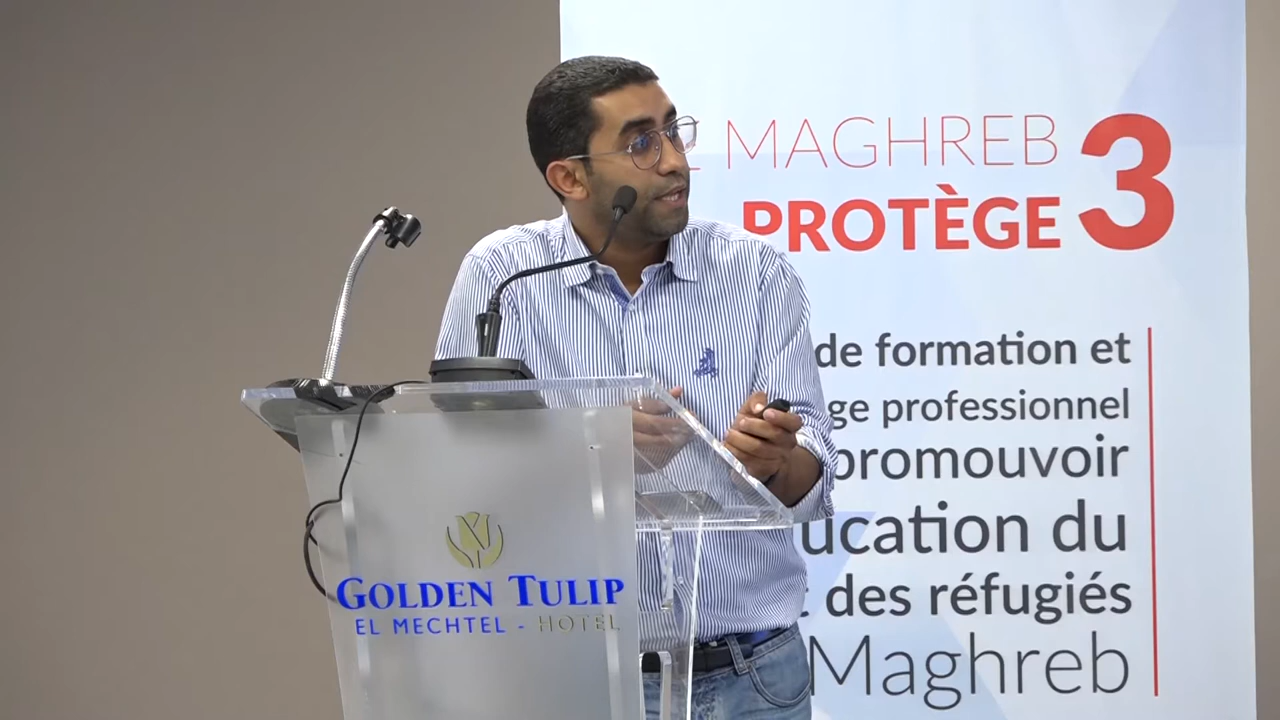 MAGHREB 3
PROTÈGE
de formation et
ge professionnel
promouvoir
ucation du
des réfugiés
Maghreb
GOLDEN TULIP
EL MECHTEL - HOTEL